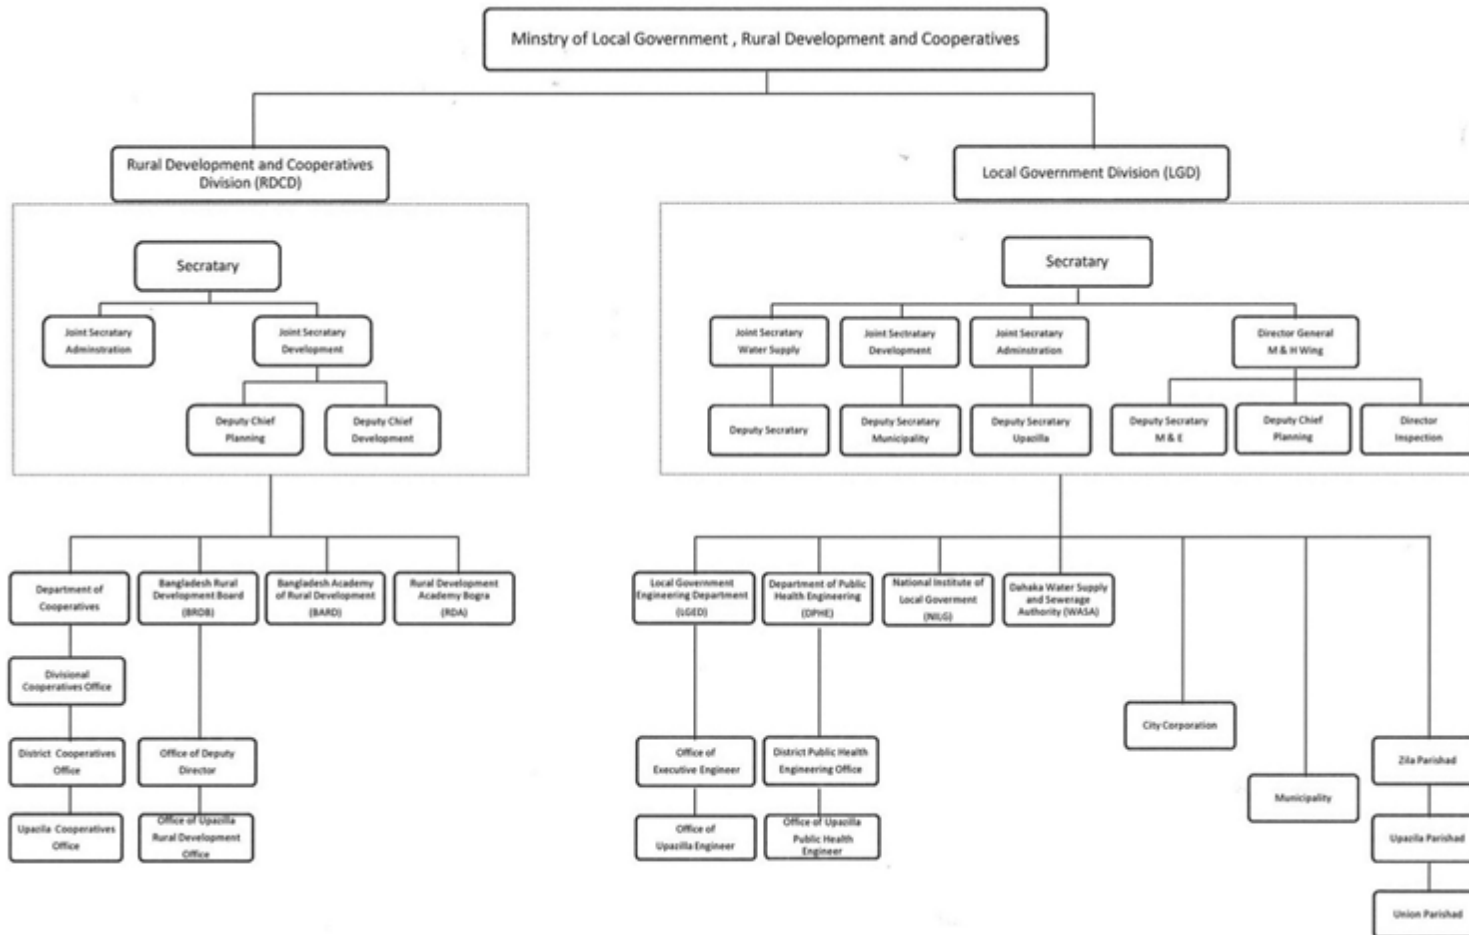 Minstry of Local Government , Rural Development and Cooperatives
Rural Development and Cooperatives
Division (RDCD)
Local Government Division (LGD)
Secratary
Joint Secratary
Adminstration
Joint Secratary
Development
Deputy Chief
Planning
Deputy Chief
Development
Secratary
Joint Secratary
Water Supply
Joint Sectratary
Development
Joint Secratary
Adminstration
Director General
M & H Wing
Deputy Secratary
Deputy Secratary
Municipality
Deputy Secratary
Upazilla
Deputy Secratary
M & E
Deputy Chief
Planning
Director
Inspection
Department of
Cooperatives
Bangladesh Rural
Development Board
(BRDB)
Bangladesh Academy
of Rural Development
(BARD)
Rural Development
Academy Bogra
(RDA)
Divisional
Cooperatives Office
District Cooperatives
Office
Office of Deputy
Director
Upazila Cooperatives
Office
Office of Upazilla
Rural Development
Office
Local Government
Engineering Department
(LGED)
Department of Public
Health Engineering
(DPHE)
National Institute of
Local Goverment
(NILG)
Dahaka Water Supply
and Sewerage
Authority (WASA)
City Corporation
Office of
Executive Engineer
District Public Health
Engineering Office
Zila Parishad
Municipality
Office of
Upazilla Engineer
Office of Upazilla
Public Health
Engineer
Upazila Parishad
Union Parishad